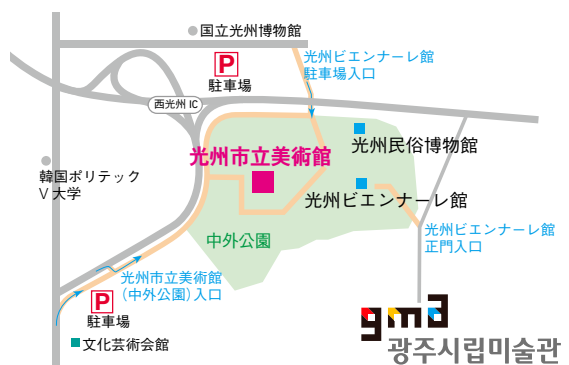 国立光州博物館
P
駐車場
光州ビエンナーレ館
駐車場入口
西光州 IC
光州市立美術館
光州民俗博物館
韓国ポリテック
V 大学
光州ビエンナーレ館
中外公園
光州ビエンナーレ館
正門入口
光州市立美術館
(中外公園)入口
P
駐車場
文化芸術会館
gma
광주시립미술관